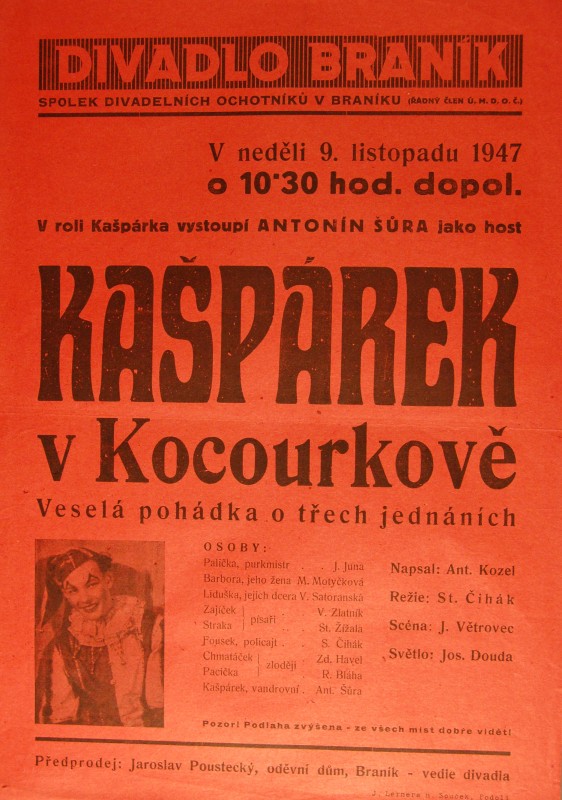 DIVADLO BRANÍK
SPOLEK DIVADELNÍCH OCHOTNÍKŮ V BRANÍKU (ŘÁDNÝ ČLEN Ú. M. D. O. Č.)
V neděli 9. listopadu 1947
o 10·30 hod. dopol.
V roli Kašpárka vystoupí ANTONÍN ŠŮRA jako host
KAŠPÁREK
v Kocourkově
Veselá pohádka o třech jednáních
OSOBY:
Palička, purkmistr . . J. Juna
Barbora, jeho žena M. Motyčková
Liduška, jejich dcera V. Satoranská
Zajíček písaři . . V. Zlatník
Straka St. Žížala
Fousek, policajt . . S. Čihák
Chmatáček zloději Zd. Havel
Pacička R. Bláha
Kašpárek, vandrovní . Ant. Šůra
Napsal: Ant. Kozel
Režie: St. Čihák
Scéna: J. Větrovec
Světlo: Jos. Douda
Pozor! Podlaha zvýšena - ze všech míst dobře vidět!
Předprodej: Jaroslav Poustecký, oděvní dům, Braník - vedle divadla
H. Souček, Podolí